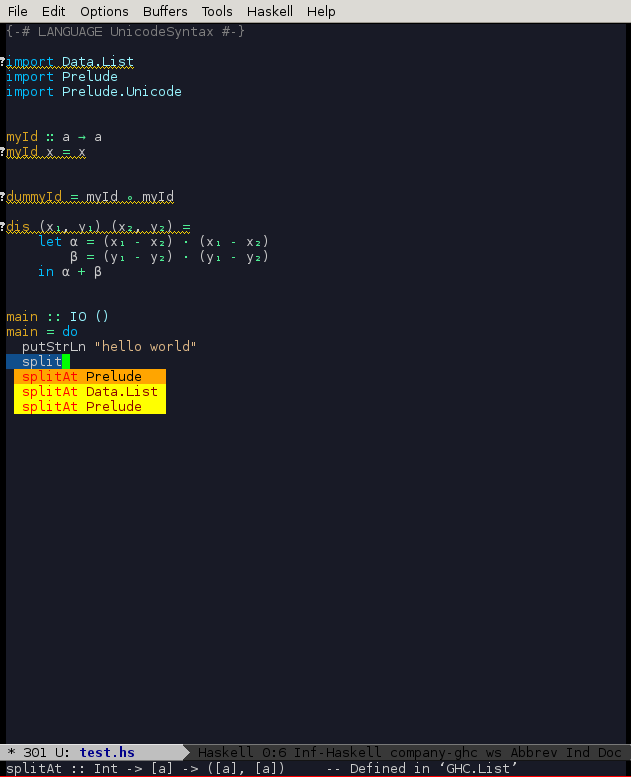 File Edit Options Buffers Tools Haskell Help
{-# LANGUAGE UnicodeSyntax #-}
?import Data.List
import Prelude
import Prelude.Unicode
myId :: a → a
?myId x = x
?dummyId = myId ∘ myId
?dis (x₁, y₁) (x₂, y₂) =
let α = (x₁ - x₂) · (x₁ - x₂)
β = (y₁ - y₂) · (y₁ - y₂)
in α + β
main :: IO ()
main = do
putStrLn "hello world"
split
splitAt Prelude
splitAt Data.List
splitAt Prelude
* 301 U: test.hs Haskell 0:6 Inf-Haskell company-ghc ws Abbrev Ind Doc
splitAt :: Int -> [a] -> ([a], [a]) -- Defined in ‘GHC.List’